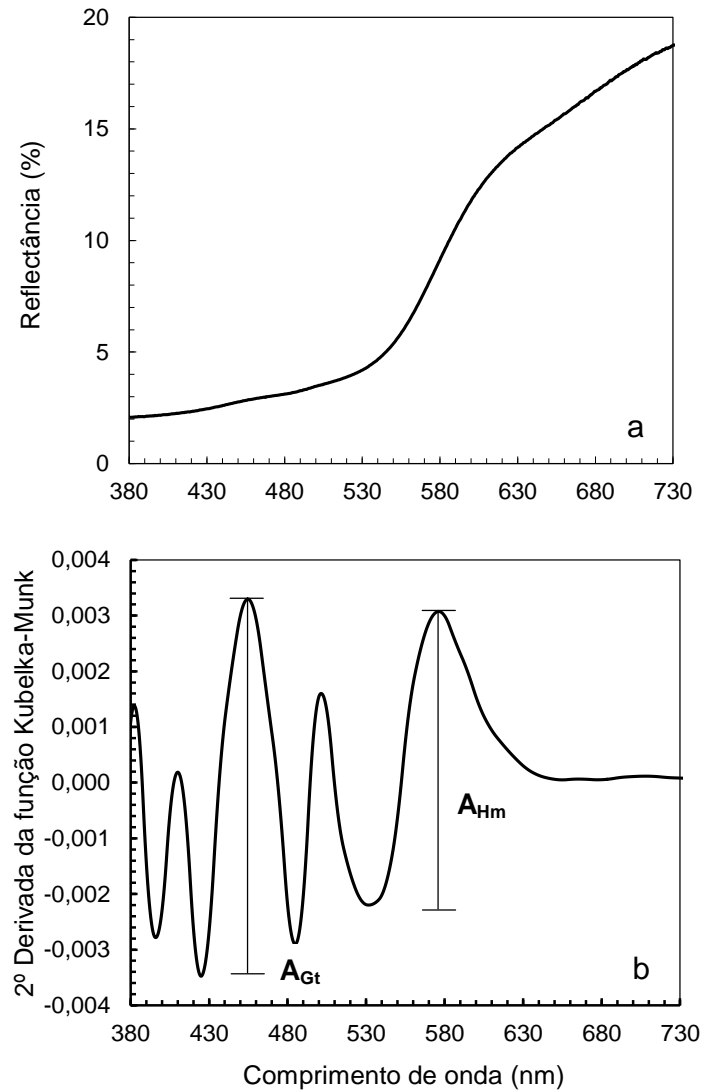 20
15
10
5
0
Reflectância (%)
a
380 430 480 530 580 630 680 730
0,004
0,003
0,002
0,001
0,000
-0,001
-0,002
-0,003
-0,004
2º Derivada da função Kubelka-Munk
A_Hm
A_Gt
b
380 430 480 530 580 630 680 730
Comprimento de onda (nm)